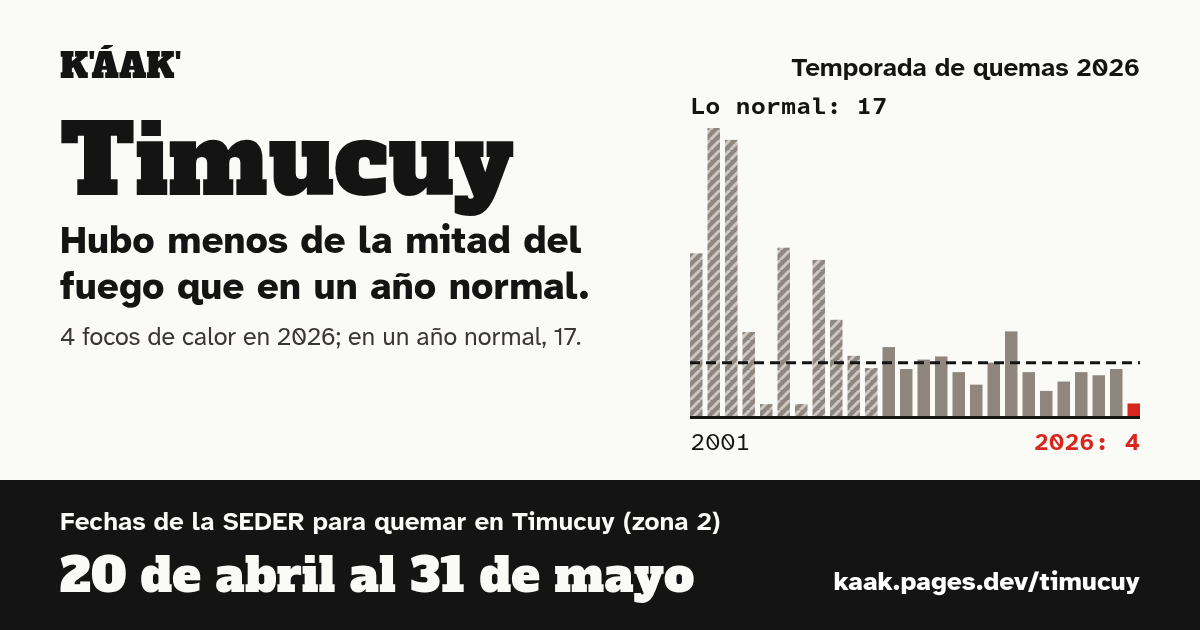 K'ÁAK'
Timucuy
Hubo menos de la mitad del
fuego que en un año normal.
4 focos de calor en 2026; en un año normal, 17.
Temporada de quemas 2026
Lo normal: 17
2001
2026: 4
Fechas de la SEDER para quemar en Timucuy (zona 2)
20 de abril al 31 de mayo
kaak.pages.dev/timucuy